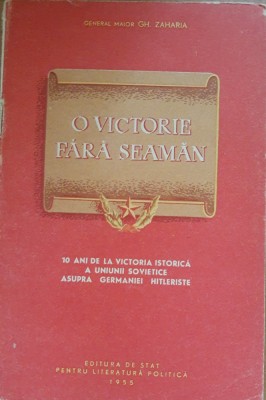 GENERAL MAIOR GH. ZAHARIA
O VICTORIE
FĂRĂ SEAMĂN
10 ANI DE LA VICTORIA ISTORICĂ
A UNIUNII SOVIETICE
ASUPRA GERMANIEI HITLERISTE
EDITURA DE STAT
PENTRU LITERATURĂ POLITICĂ
1955